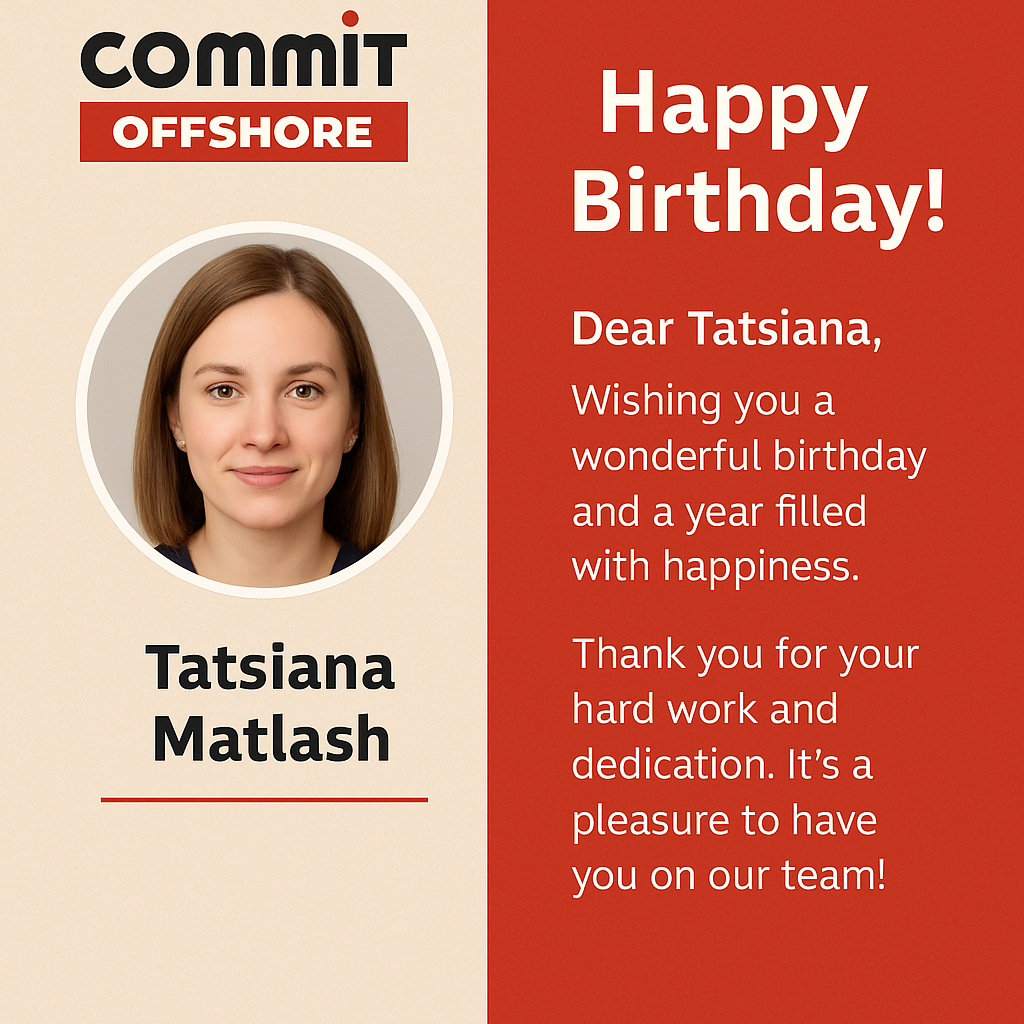 commiT
OFFSHORE
Tatsiana
Matlash
Happy
Birthday!
Dear Tatsiana,
Wishing you a
wonderful birthday
and a year filled
with happiness.
Thank you for your
hard work and
dedication. It’s a
pleasure to have
you on our team!